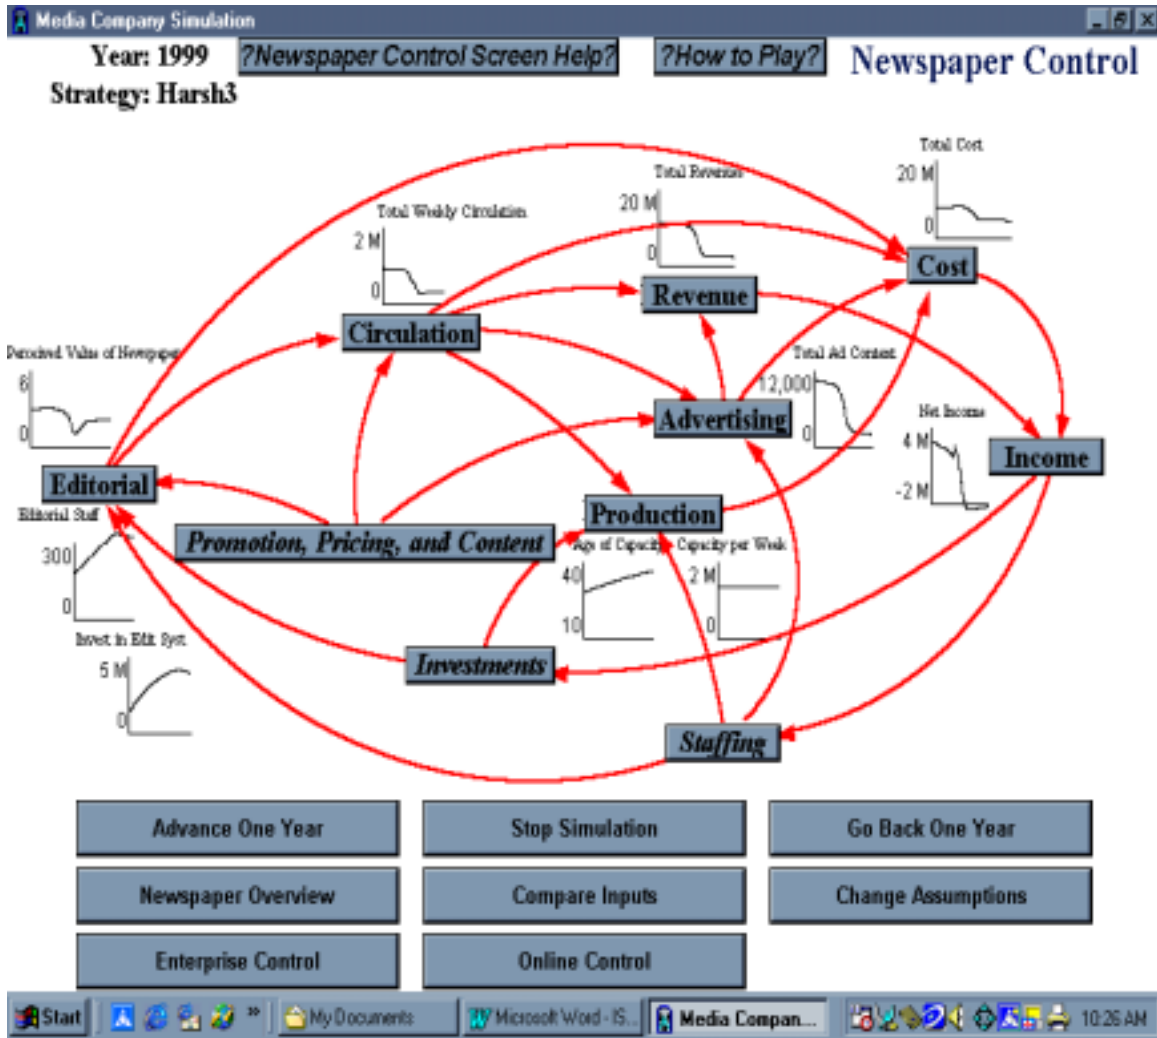 Media Company Simulation
Year: 1999
?Newspaper Control Screen Help?
?How to Play?
Newspaper Control
Strategy: Harsh3
Total Cost
20 M
0
Cost
Total Revenue
20 M
0
Revenue
Total Weekly Circulation
2 M
0
Circulation
Perceived Value of Newspaper
6
0
Editorial
Total Ad Content
12,000
0
Advertising
Net Income
4 M
-2 M
Income
Editorial Staff
300
0
Promotion, Pricing, and Content
Production
Age of Capacity
40
10
Capacity per Week
2 M
0
Invest in Edit Syst
5 M
0
Investments
Staffing
Advance One Year
Stop Simulation
Go Back One Year
Newspaper Overview
Compare Inputs
Change Assumptions
Enterprise Control
Online Control
Start
»
My Documents
Microsoft Word - IS...
Media Compan...
10:26 AM